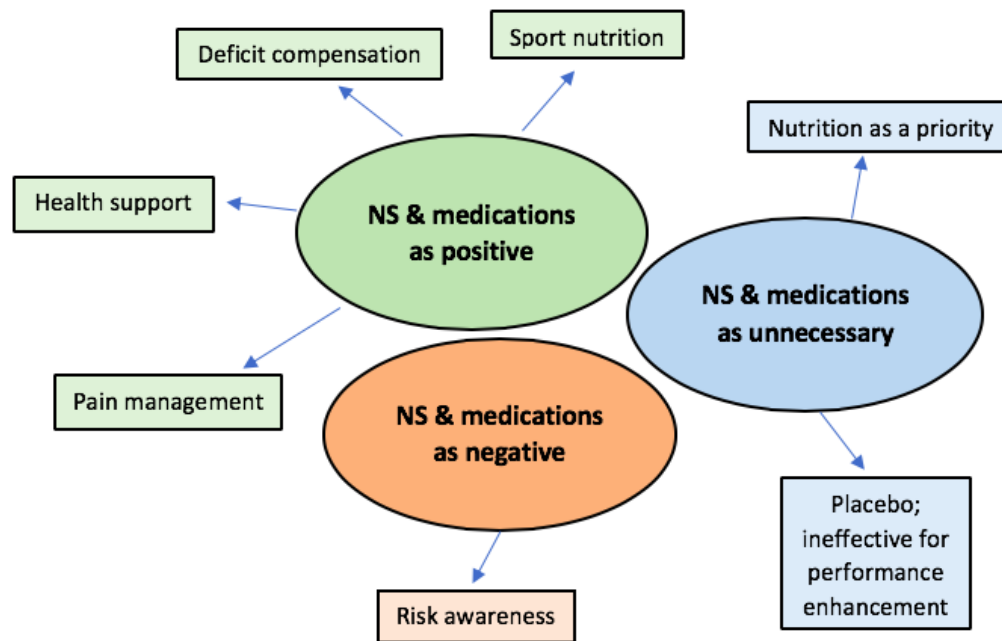 Sport nutrition
Deficit compensation
Nutrition as a priority
Health support
NS & medications
as positive
NS & medications
as unnecessary
Pain management
NS & medications
as negative
Placebo;
ineffective for
performance
enhancement
Risk awareness